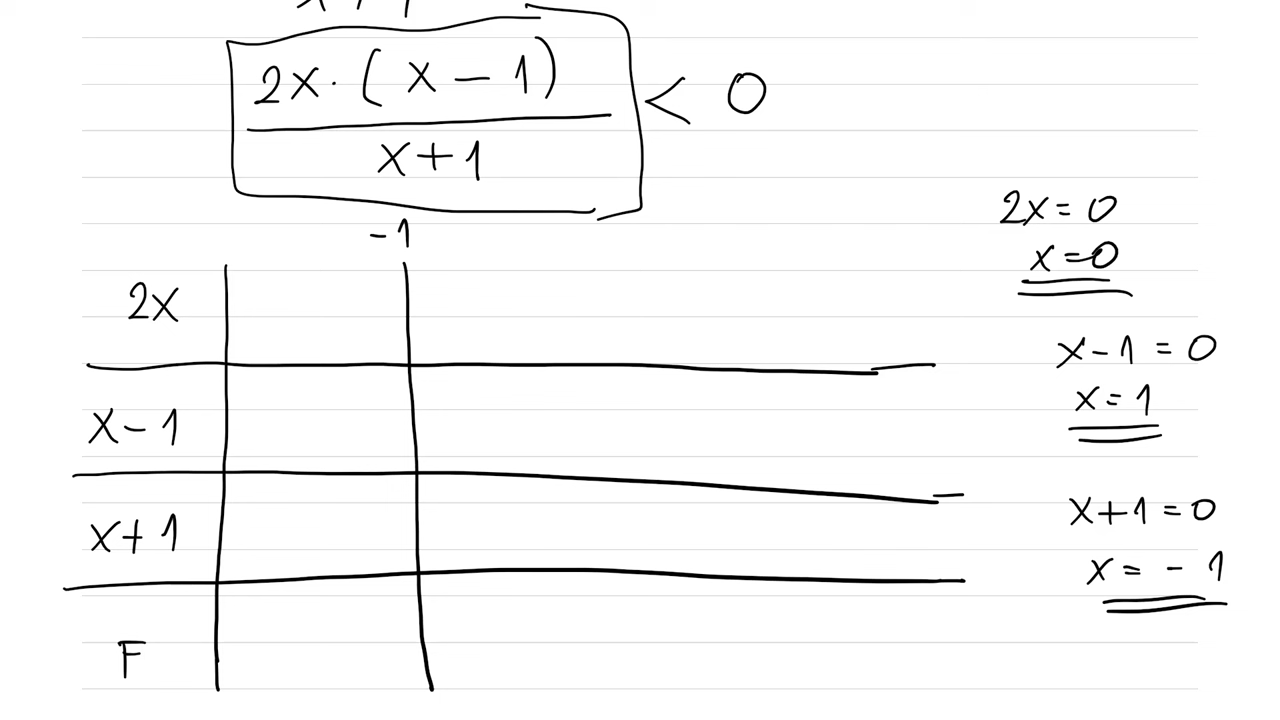 2x · (x - 1)
x + 1
< 0
-1
2x
x - 1
x + 1
F
2x = 0
x = 0
x - 1 = 0
x = 1
x + 1 = 0
x = - 1